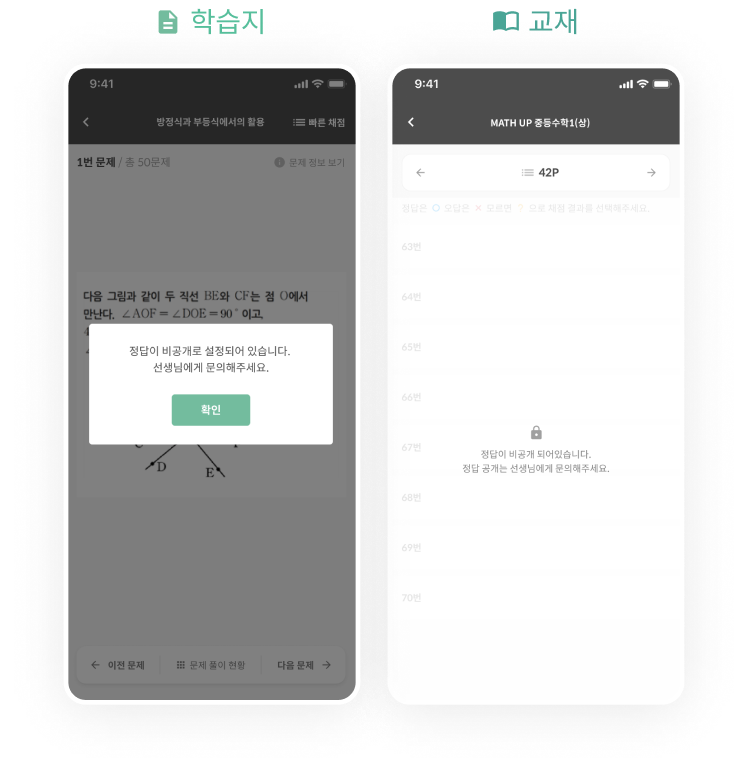 학습지
교재
9:41
방정식과 부등식에서의 활용
빠른 채점
1번 문제 / 총 50문제
문제 정보 보기
다음 그림과 같이 두 직선 BE와 CF는 점 O에서
만난다. ∠AOF = ∠DOE = 90° 이고,
정답이 비공개로 설정되어 있습니다.
선생님에게 문의해주세요.
확인
D
E
← 이전 문제
문제 풀이 현황
다음 문제 →
9:41
MATH UP 중등수학1(상)
← 42P →
정답은 O 오답은 ✕ 모르면 ? 으로 채점 결과를 선택해주세요.
63번
64번
65번
66번
67번
정답이 비공개 되어있습니다.
정답 공개는 선생님에게 문의해주세요.
68번
69번
70번